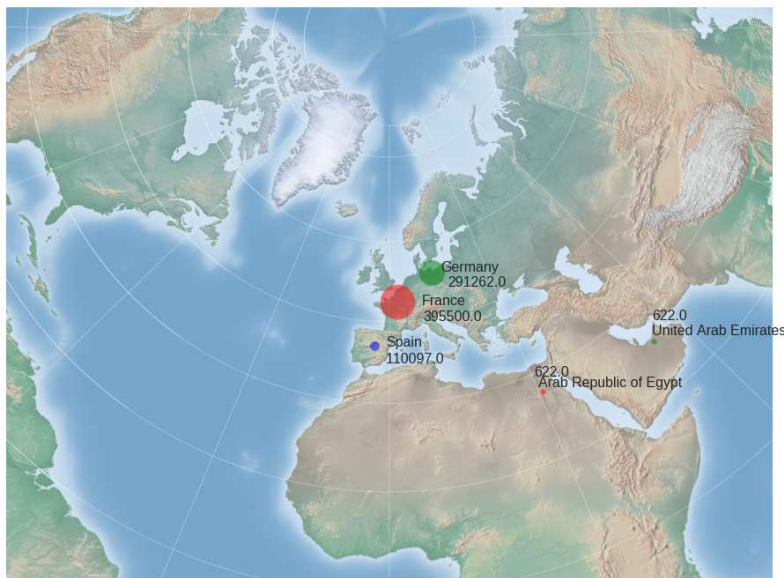 Germany
291262.0
France
395500.0
Spain
110097.0
622.0
United Arab Emirates
622.0
Arab Republic of Egypt